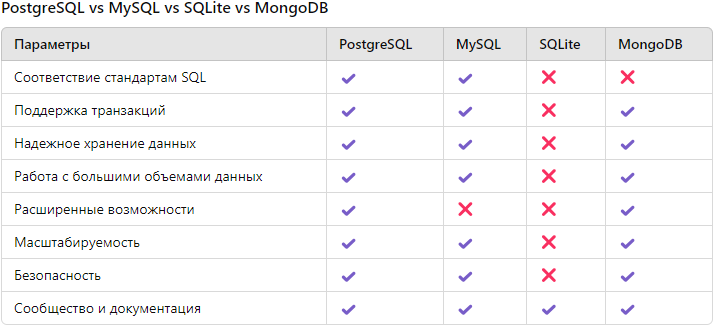 PostgreSQL vs MySQL vs SQLite vs MongoDB
Параметры PostgreSQL MySQL SQLite MongoDB
Соответствие стандартам SQL ✓ ✓ ✗ ✗
Поддержка транзакций ✓ ✓ ✗ ✓
Надежное хранение данных ✓ ✓ ✗ ✓
Работа с большими объемами данных ✓ ✓ ✗ ✓
Расширенные возможности ✓ ✗ ✗ ✓
Масштабируемость ✓ ✓ ✗ ✓
Безопасность ✓ ✓ ✗ ✓
Сообщество и документация ✓ ✓ ✓ ✓